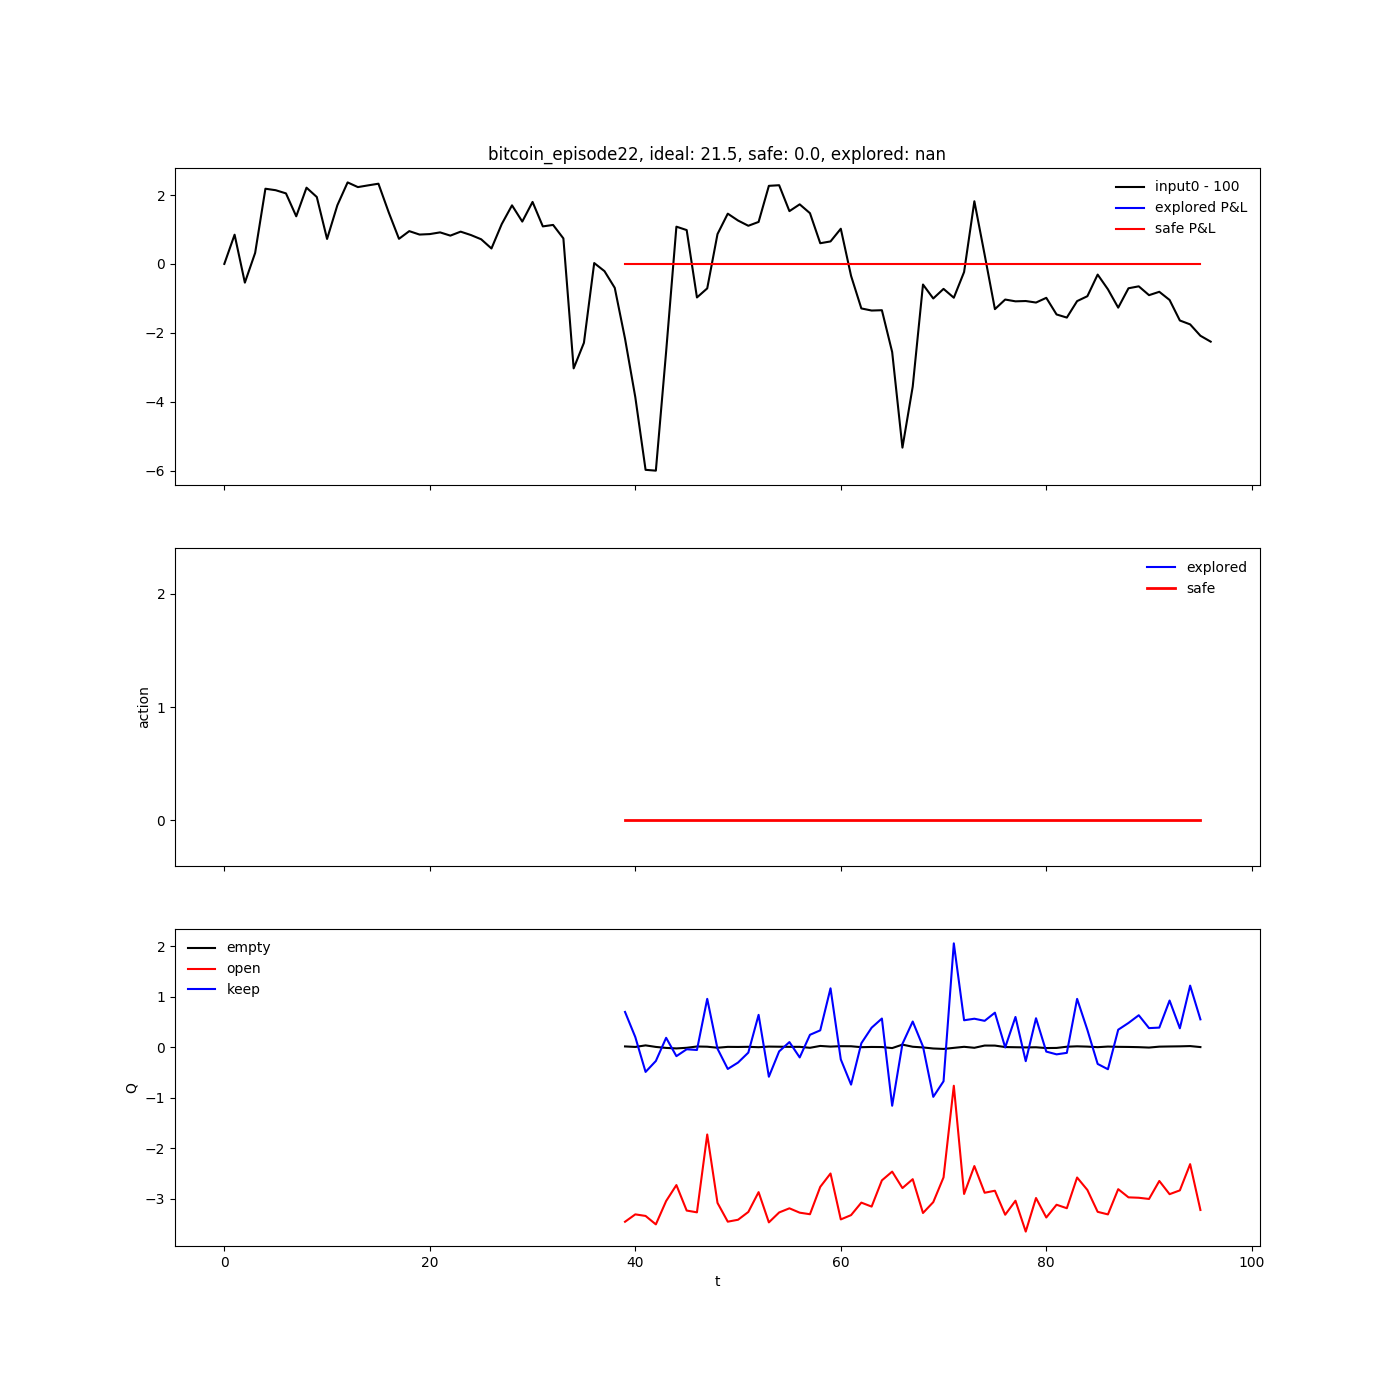 bitcoin_episode22, ideal: 21.5, safe: 0.0, explored: nan
input0 - 100
explored P&L
safe P&L
2
0
−2
−4
−6
explored
safe
2
1
0
action
empty
open
keep
2
1
0
−1
−2
−3
Q
0
20
40
60
80
100
t